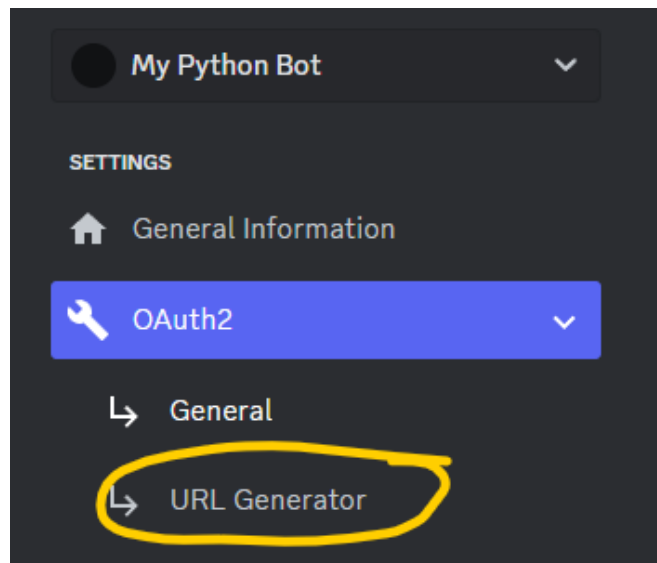 My Python Bot
SETTINGS
General Information
OAuth2
General
URL Generator